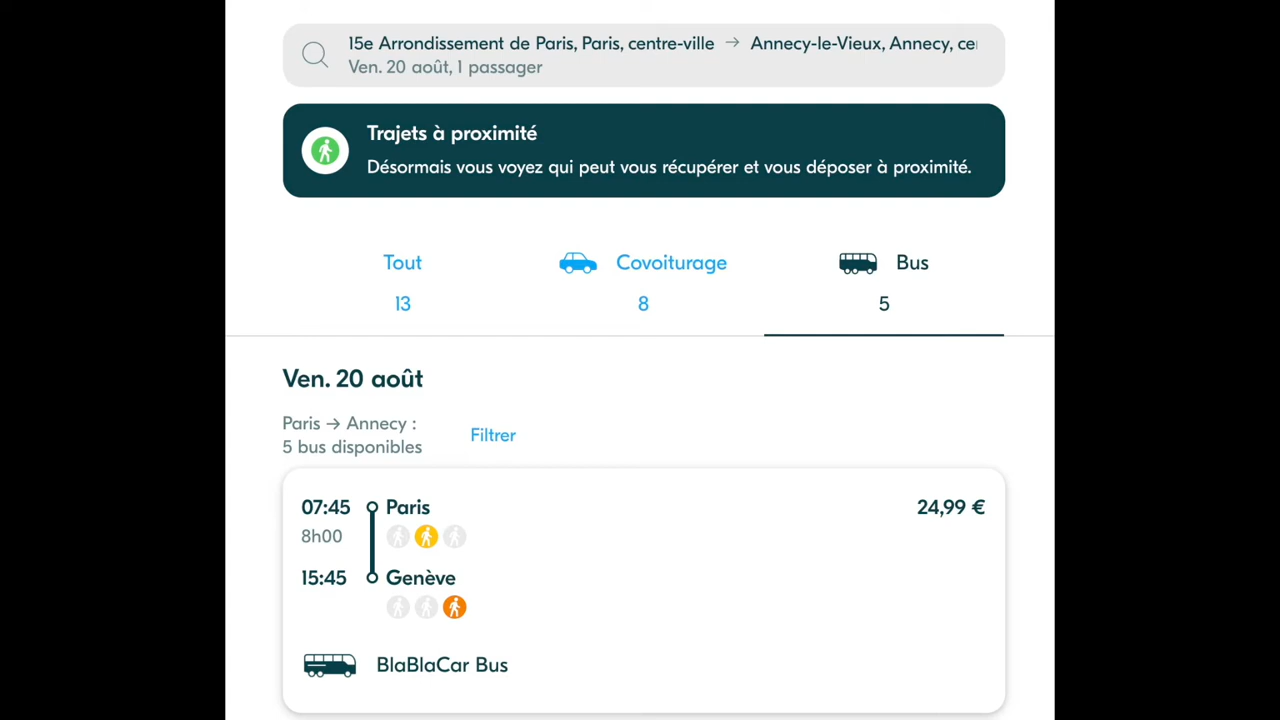 15e Arrondissement de Paris, Paris, centre-ville → Annecy-le-Vieux, Annecy, ce
Ven. 20 août, 1 passager
Trajets à proximité
Désormais vous voyez qui peut vous récupérer et vous déposer à proximité.
Tout
Covoiturage
Bus
13
8
5
Ven. 20 août
Paris → Annecy :
5 bus disponibles
Filtrer
07:45 Paris 24,99 €
8h00
15:45 Genève
BlaBlaCar Bus